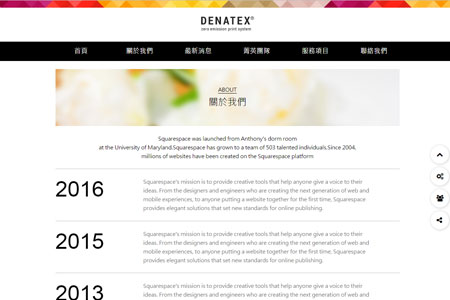 DENATEX®
zero emission print system
首頁 關於我們 最新消息 菁英團隊 服務項目 聯絡我們
ABOUT
關於我們
Squarespace was launched from Anthony's dorm room
at the University of Maryland.Squarespace has grown to a team of 503 talented individuals.Since 2004,
millions of websites have been created on the Squarespace platform
2016
Squarespace's mission is to provide creative tools that help anyone give a voice to their
ideas. From the designers and engineers who are creating the next generation of web and
mobile experiences, to anyone putting a website together for the first time, Squarespace
provides elegant solutions that set new standards for online publishing.
2015
Squarespace's mission is to provide creative tools that help anyone give a voice to their
ideas. From the designers and engineers who are creating the next generation of web and
mobile experiences, to anyone putting a website together for the first time, Squarespace
provides elegant solutions that set new standards for online publishing.
2013
Squarespace's mission is to provide creative tools that help anyone give a voice to their
ideas. From the designers and engineers who are creating the next generation of web and